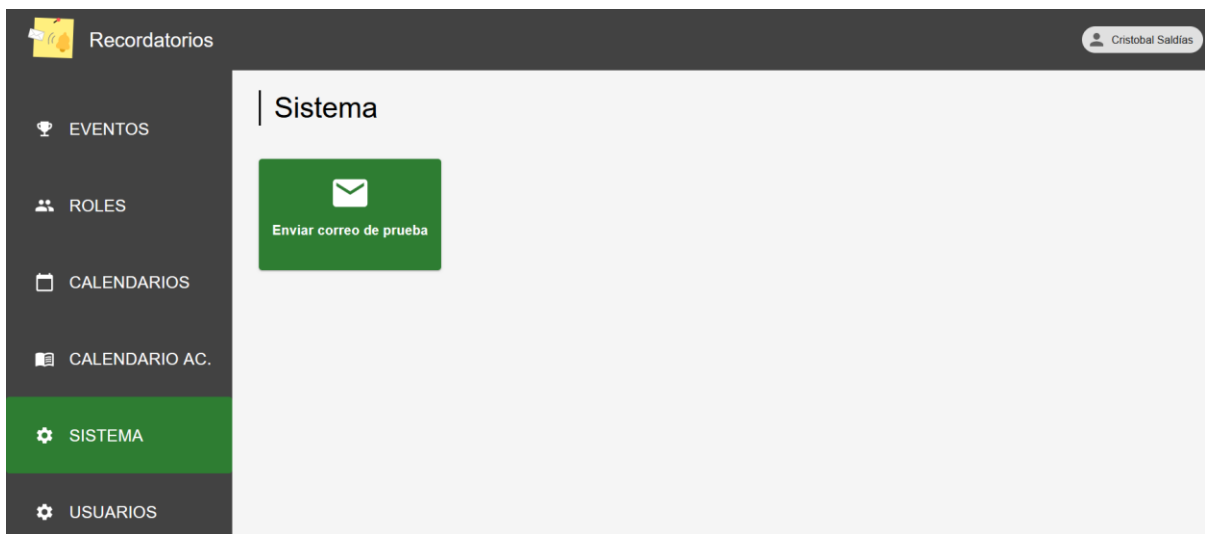 Recordatorios
Cristobal Saldías
EVENTOS
ROLES
CALENDARIOS
CALENDARIO AC.
SISTEMA
USUARIOS
Sistema
Enviar correo de prueba